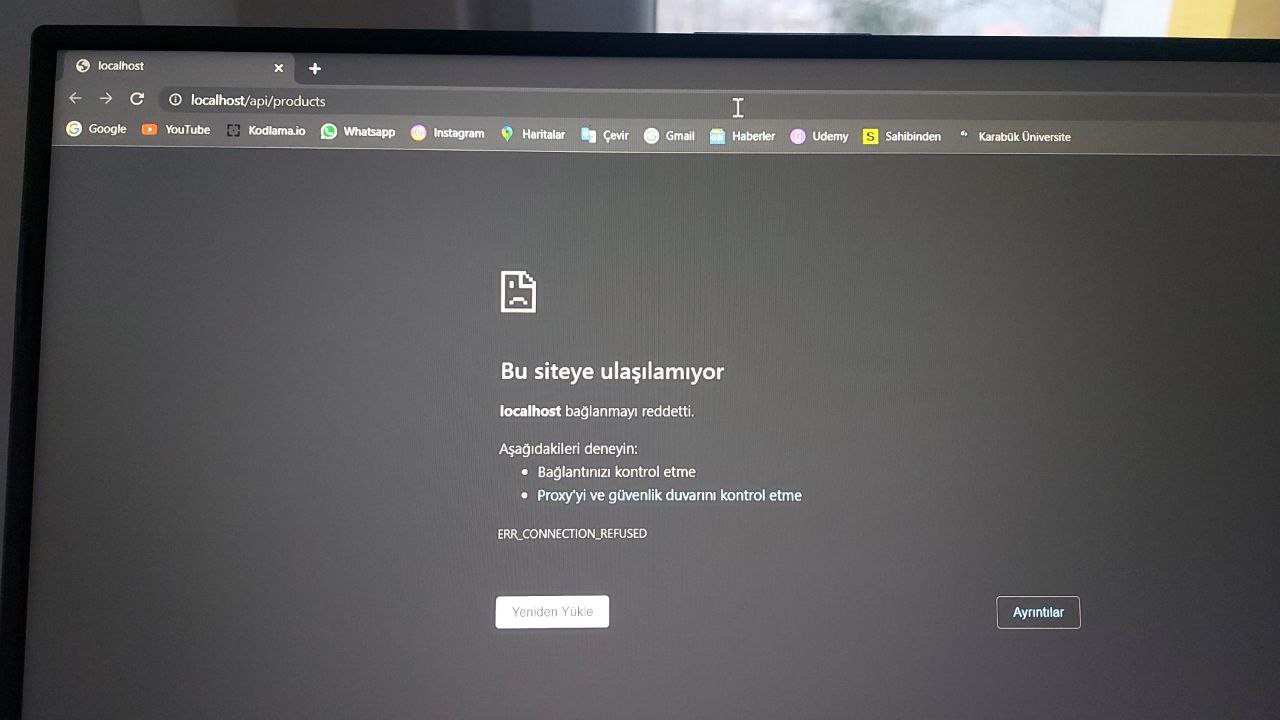 localhost
localhost/api/products
Google YouTube Kodlama.io Whatsapp Instagram Haritalar Çevir Gmail Haberler Udemy S Sahibinden Karabük Üniversite
Bu siteye ulaşılamıyor
localhost bağlanmayı reddetti.
Aşağıdakileri deneyin:
Bağlantınızı kontrol etme
Proxy'yi ve güvenlik duvarını kontrol etme
ERR_CONNECTION_REFUSED
Yeniden Yükle Ayrıntılar